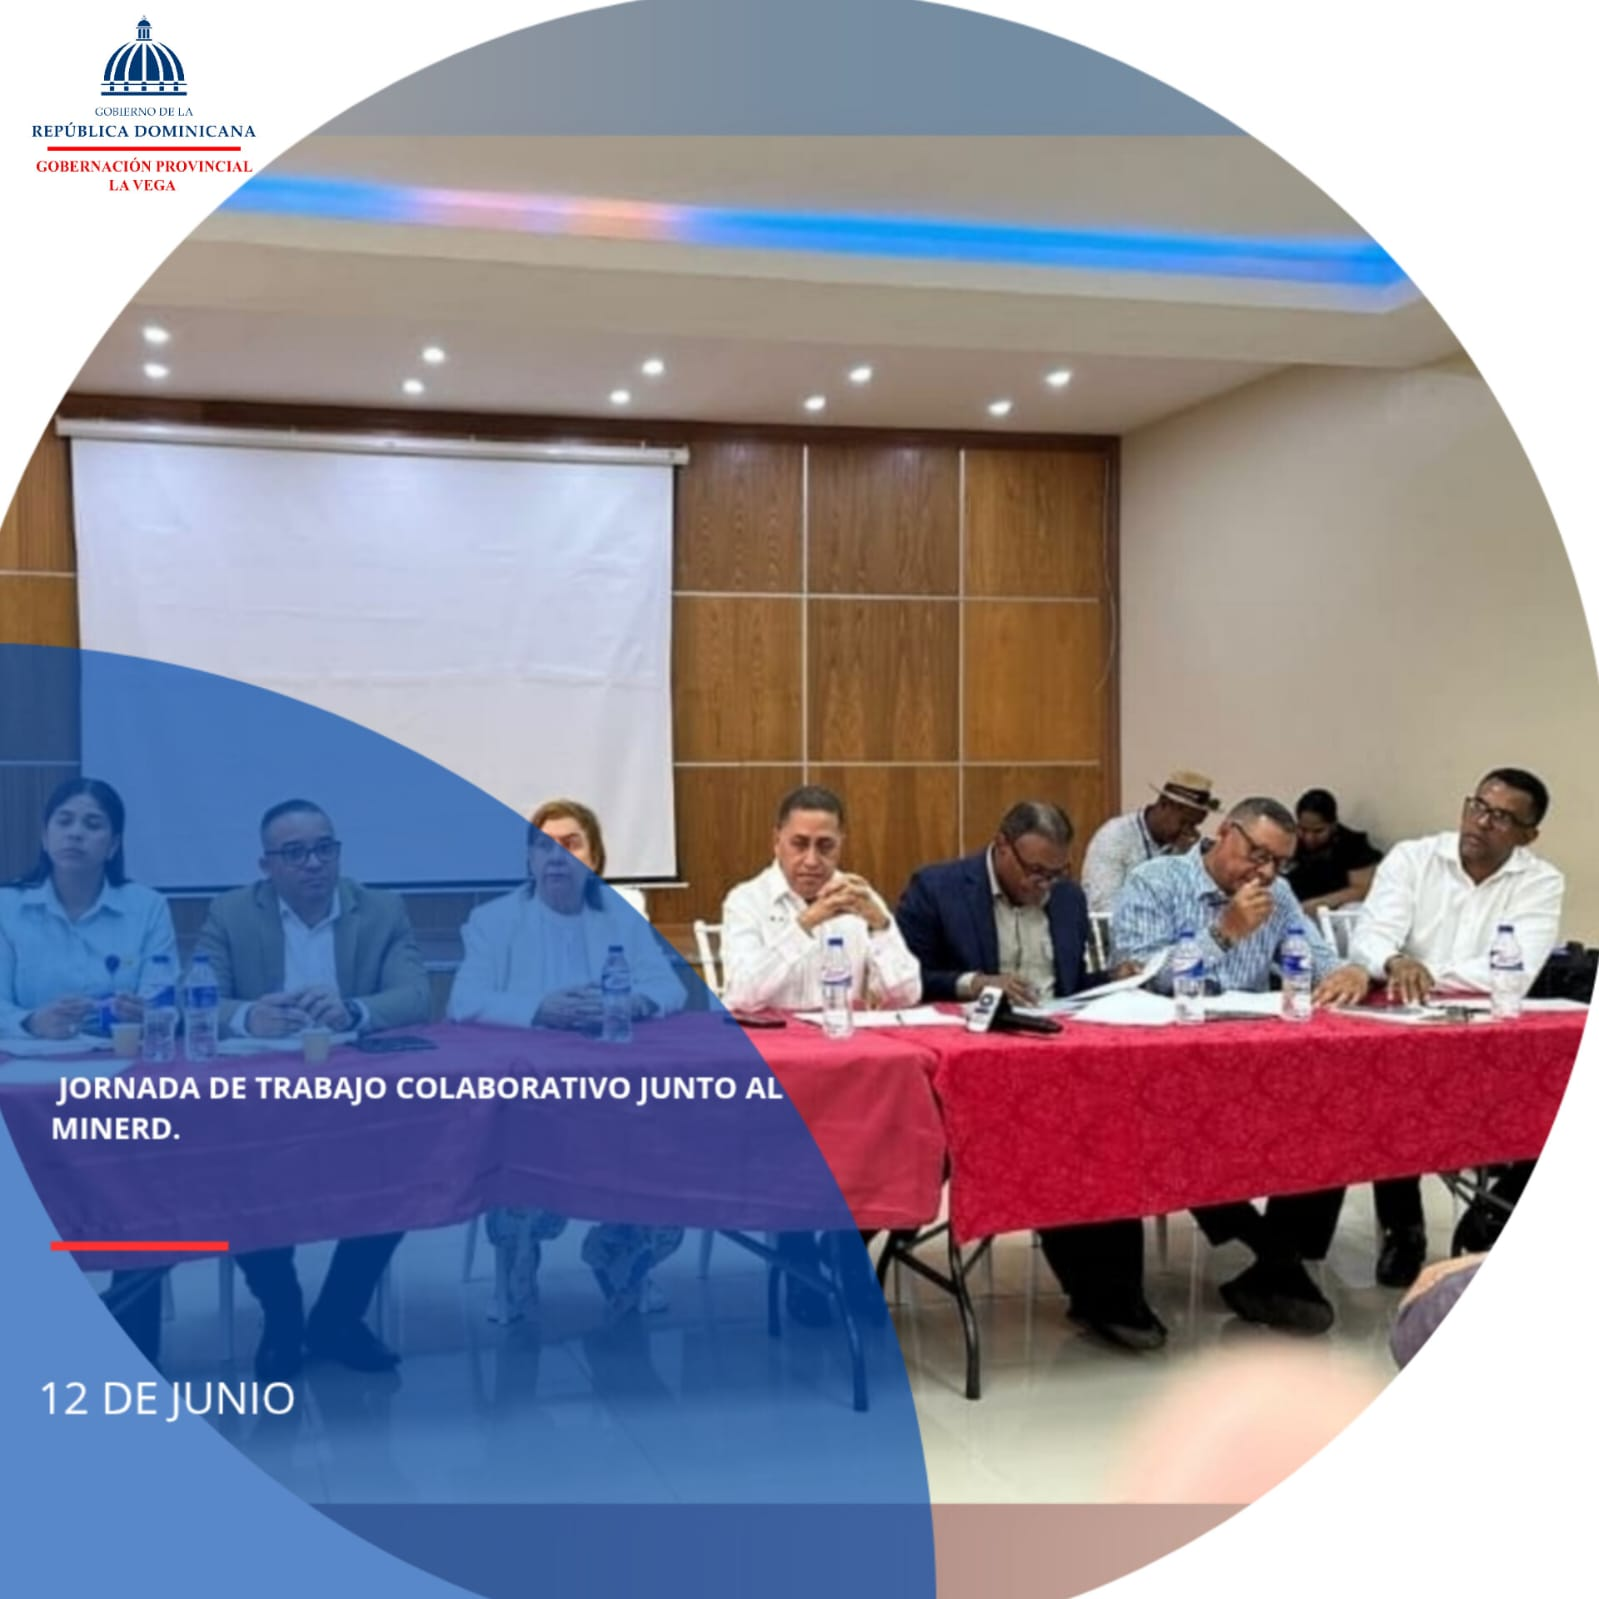 GOBIERNO DE LA
REPÚBLICA DOMINICANA
GOBERNACIÓN PROVINCIAL
LA VEGA
JORNADA DE TRABAJO COLABORATIVO JUNTO AL
MINERD.
12 DE JUNIO